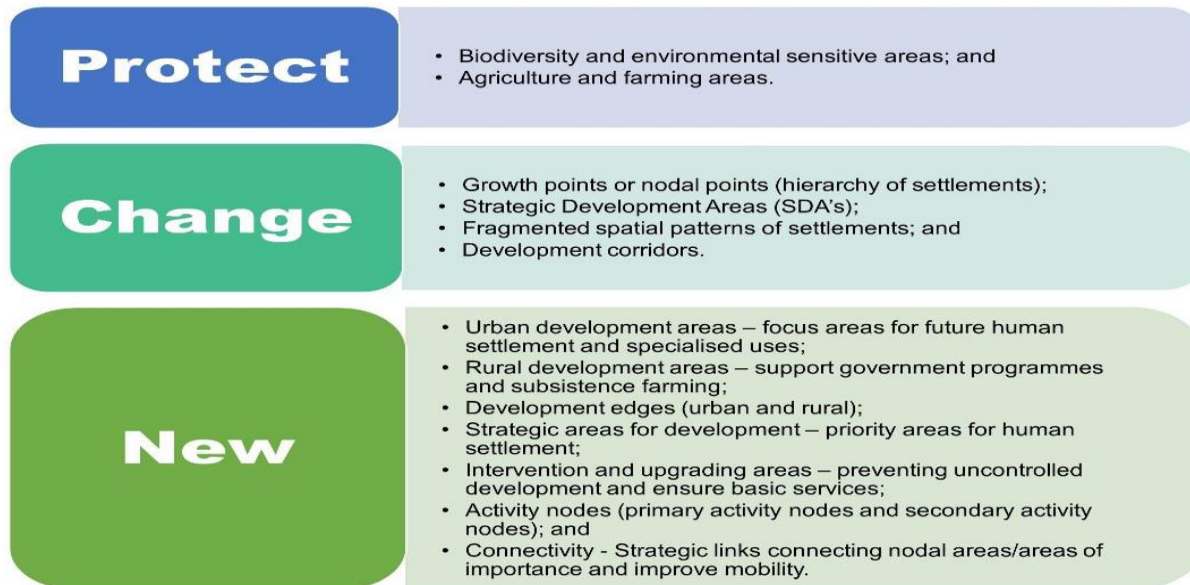 Protect
• Biodiversity and environmental sensitive areas; and
• Agriculture and farming areas.
Change
• Growth points or nodal points (hierarchy of settlements);
• Strategic Development Areas (SDA's);
• Fragmented spatial patterns of settlements; and
• Development corridors.
New
• Urban development areas – focus areas for future human
settlement and specialised uses;
• Rural development areas – support government programmes
and subsistence farming;
• Development edges (urban and rural);
• Strategic areas for development – priority areas for human
settlement;
• Intervention and upgrading areas – preventing uncontrolled
development and ensure basic services;
• Activity nodes (primary activity nodes and secondary activity
nodes); and
• Connectivity - Strategic links connecting nodal areas/areas of
importance and improve mobility.